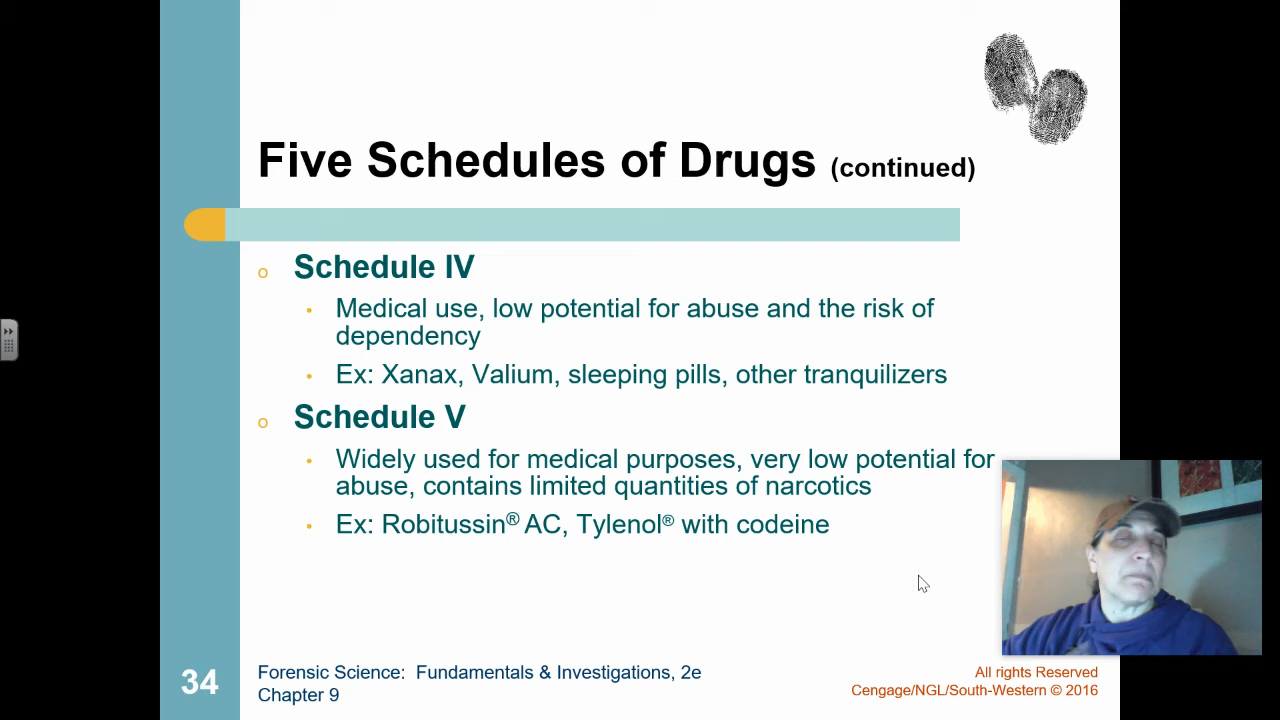 Five Schedules of Drugs (continued)
Schedule IV
Medical use, low potential for abuse and the risk of
dependency
Ex: Xanax, Valium, sleeping pills, other tranquilizers
Schedule V
Widely used for medical purposes, very low potential for
abuse, contains limited quantities of narcotics
Ex: Robitussin® AC, Tylenol® with codeine
34
Forensic Science: Fundamentals & Investigations, 2e
Chapter 9
All rights Reserved
Cengage/NGL/South-Western © 2016